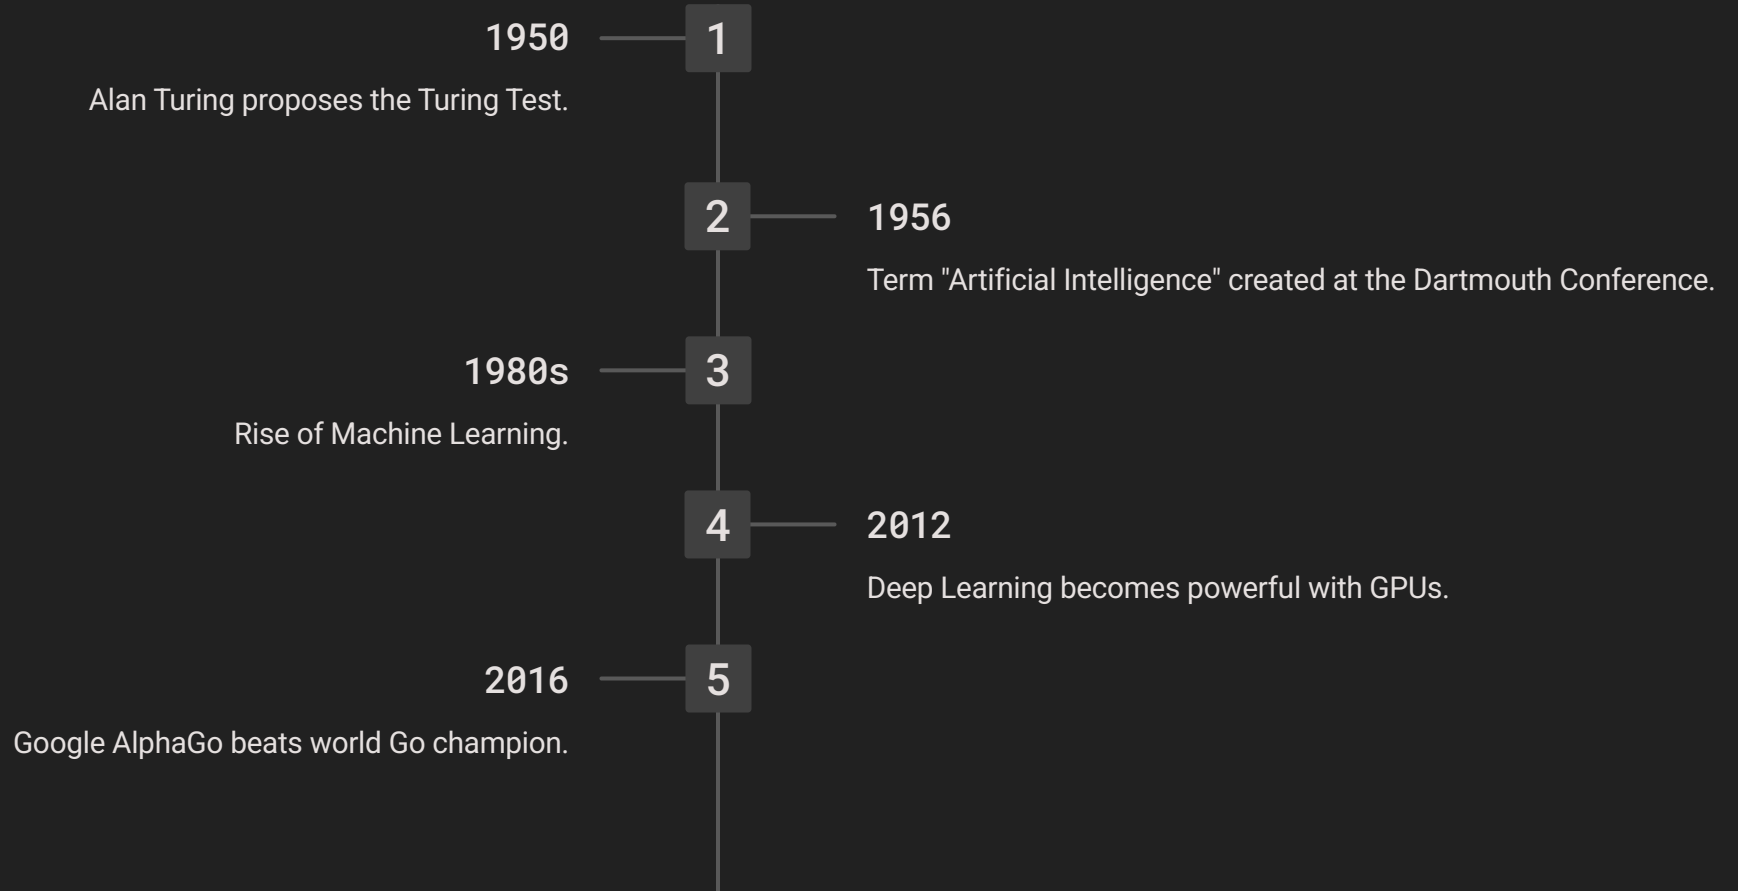 1950
1
Alan Turing proposes the Turing Test.
2
1956
Term "Artificial Intelligence" created at the Dartmouth Conference.
1980s
3
Rise of Machine Learning.
4
2012
Deep Learning becomes powerful with GPUs.
2016
5
Google AlphaGo beats world Go champion.